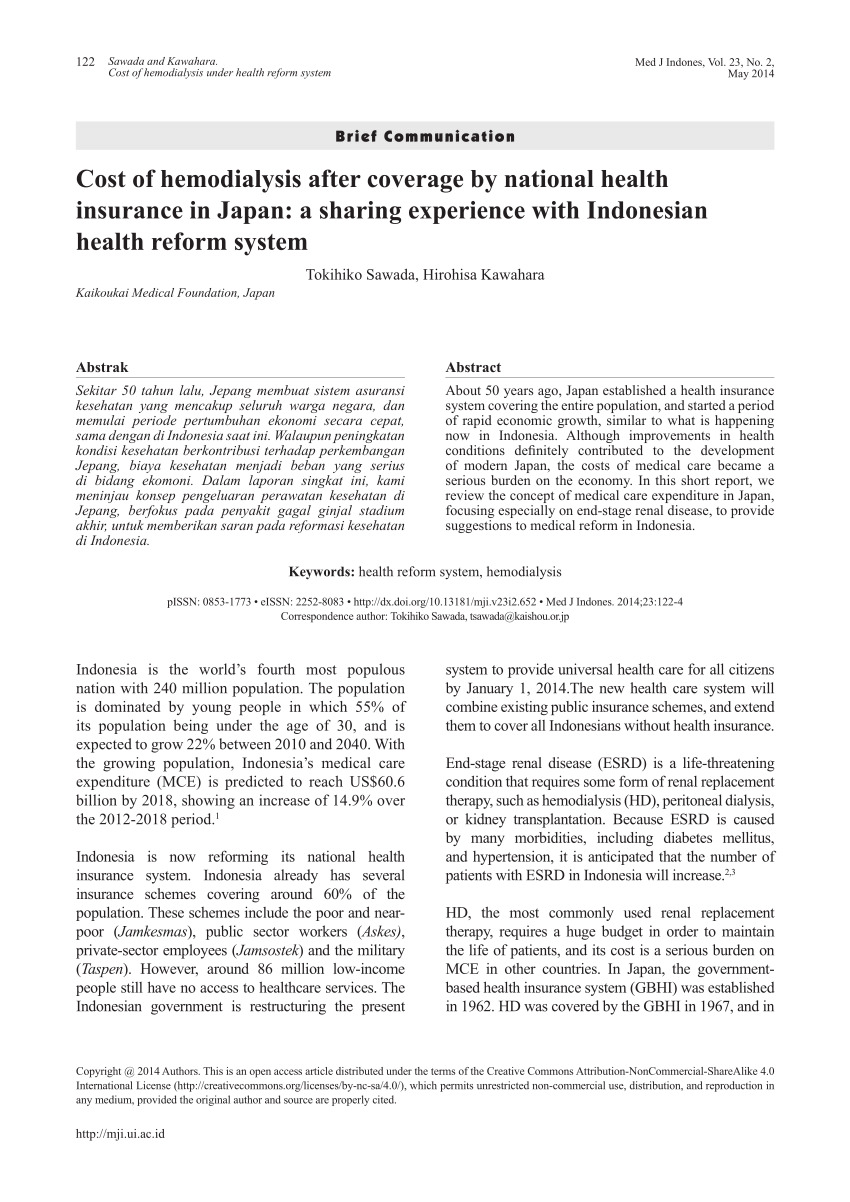 122
Sawada and Kawahara.
Cost of hemodialysis under health reform system
Med J Indones, Vol. 23, No. 2,
May 2014
Brief Communication
Cost of hemodialysis after coverage by national health
insurance in Japan: a sharing experience with Indonesian
health reform system
Tokihiko Sawada, Hirohisa Kawahara
Kaikoukai Medical Foundation, Japan
Abstrak
Sekitar 50 tahun lalu, Jepang membuat sistem asuransi
kesehatan yang mencakup seluruh warga negara, dan
memulai periode pertumbuhan ekonomi secara cepat,
sama dengan di Indonesia saat ini. Walaupun peningkatan
kondisi kesehatan berkontribusi terhadap perkembangan
Jepang, biaya kesehatan menjadi beban yang serius
di bidang ekomoni. Dalam laporan singkat ini, kami
meninjau konsep pengeluaran perawatan kesehatan di
Jepang, berfokus pada penyakit gagal ginjal stadium
akhir, untuk memberikan saran pada reformasi kesehatan
di Indonesia.
Abstract
About 50 years ago, Japan established a health insurance
system covering the entire population, and started a period
of rapid economic growth, similar to what is happening
now in Indonesia. Although improvements in health
conditions definitely contributed to the development
of modern Japan, the costs of medical care became a
serious burden on the economy. In this short report, we
review the concept of medical care expenditure in Japan,
focusing especially on end-stage renal disease, to provide
suggestions to medical reform in Indonesia.
Keywords: health reform system, hemodialysis
pISSN: 0853-1773 • eISSN: 2252-8083 • http://dx.doi.org/10.13181/mji.v23i2.652 • Med J Indones. 2014;23:122-4
Correspondence author: Tokihiko Sawada, tsawada@kaishou.or.jp
Indonesia is the world's fourth most populous
nation with 240 million population. The population
is dominated by young people in which 55% of
its population being under the age of 30, and is
expected to grow 22% between 2010 and 2040. With
the growing population, Indonesia's medical care
expenditure (MCE) is predicted to reach US$60.6
billion by 2018, showing an increase of 14.9% over
the 2012-2018 period.1
Indonesia is now reforming its national health
insurance system. Indonesia already has several
insurance schemes covering around 60% of the
population. These schemes include the poor and near-
poor (Jamkesmas), public sector workers (Askes),
private-sector employees (Jamsostek) and the military
(Taspen). However, around 86 million low-income
people still have no access to healthcare services. The
Indonesian government is restructuring the present
system to provide universal health care for all citizens
by January 1, 2014.The new health care system will
combine existing public insurance schemes, and extend
them to cover all Indonesians without health insurance.
End-stage renal disease (ESRD) is a life-threatening
condition that requires some form of renal replacement
therapy, such as hemodialysis (HD), peritoneal dialysis,
or kidney transplantation. Because ESRD is caused
by many morbidities, including diabetes mellitus,
and hypertension, it is anticipated that the number of
patients with ESRD in Indonesia will increase.2,3
HD, the most commonly used renal replacement
therapy, requires a huge budget in order to maintain
the life of patients, and its cost is a serious burden on
MCE in other countries. In Japan, the government-
based health insurance system (GBHI) was established
in 1962. HD was covered by the GBHI in 1967, and in
Copyright @ 2014 Authors. This is an open access article distributed under the terms of the Creative Commons Attribution-NonCommercial-ShareAlike 4.0
International License (http://creativecommons.org/licenses/by-nc-sa/4.0/), which permits unrestricted non-commercial use, distribution, and reproduction in
any medium, provided the original author and source are properly cited.
http://mji.ui.ac.id